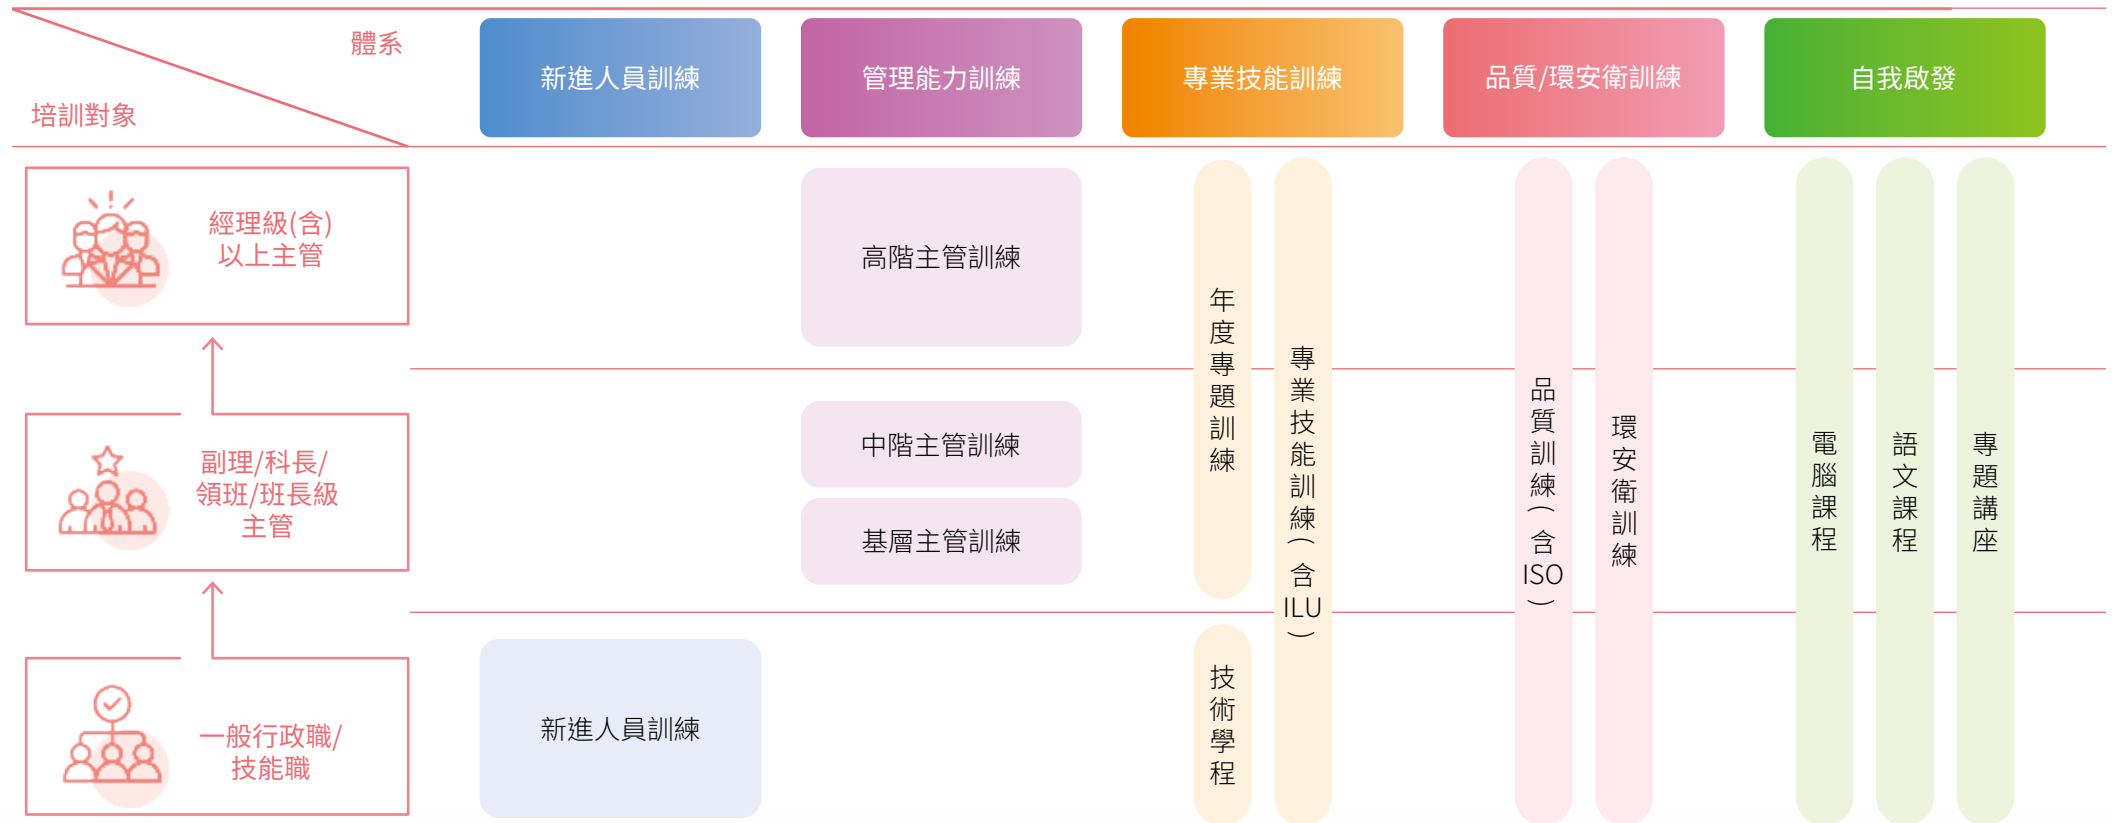 體系
培訓對象
新進人員訓練
管理能力訓練
專業技能訓練
品質/環安衛訓練
自我啟發
經理級(含)
以上主管
高階主管訓練
副理/科長/
領班/班長級
主管
中階主管訓練
基層主管訓練
一般行政職/
技能職
新進人員訓練
年度專題訓練
技術學程
專業技能訓練(含ILU)
品質訓練(含ISO)
環安衛訓練
電腦課程
語文課程
專題講座